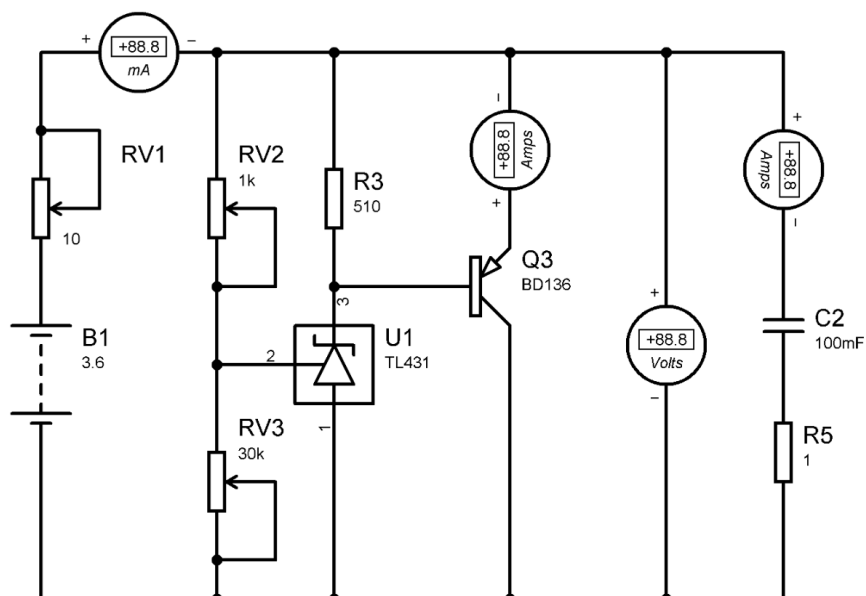 + +88.8 −
mA
RV1
10
B1
3.6
RV2
1k
R3
510
− +88.8 +
Amps
Q3
BD136
3
2
1
U1
TL431
RV3
30k
+
+88.8
Volts
−
+ +88.8 −
Amps
C2
100mF
R5
1